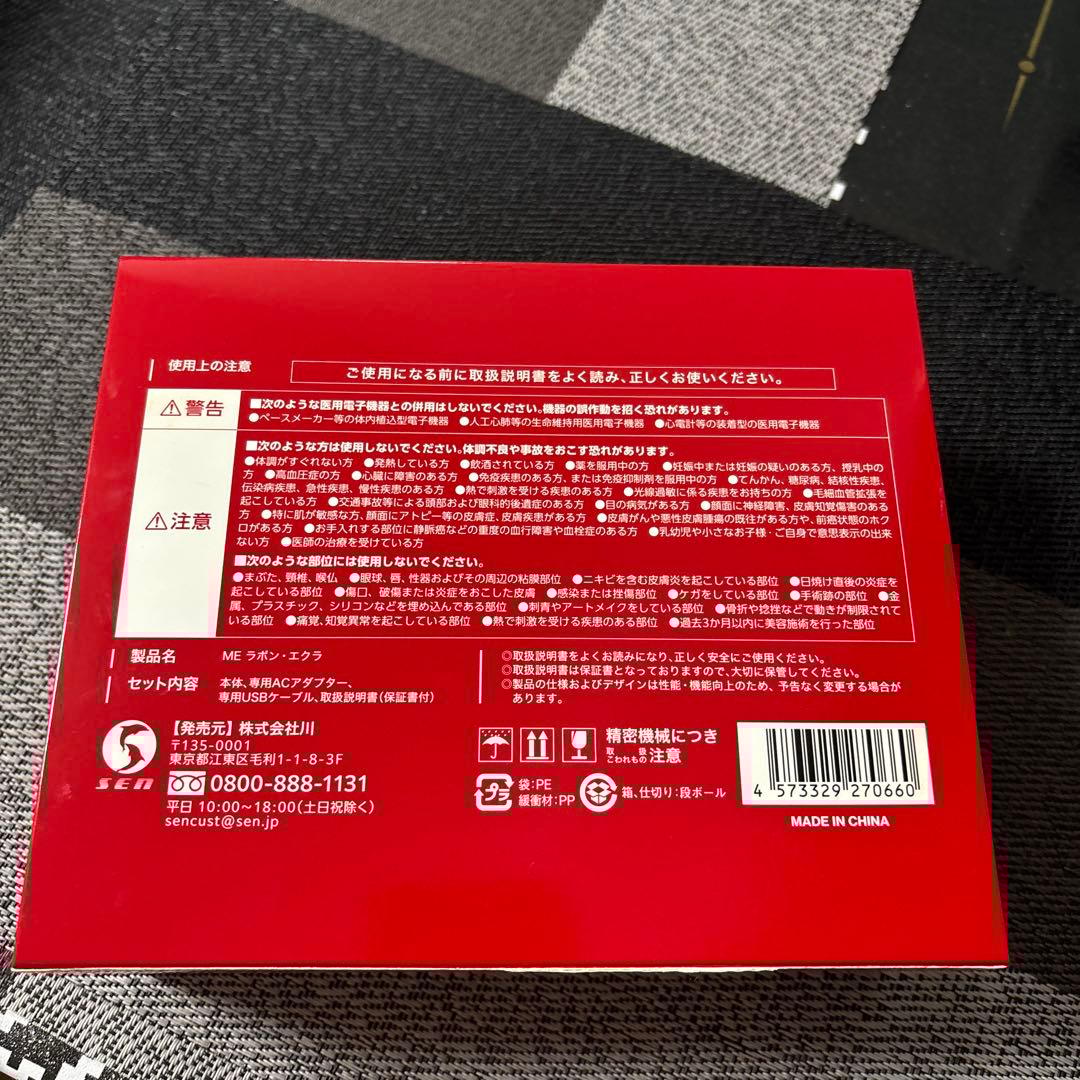 使用上の注意
ご使用になる前に取扱説明書をよく読み、正しくお使いください。
⚠警告
■次のような医用電子機器との併用はしないでください。機器の誤作動を招く恐れがあります。
●ペースメーカー等の体内植込型電子機器 ●人工心肺等の生命維持用医用電子機器 ●心電計等の装着型の医用電子機器
⚠注意
■次のような方は使用しないでください。体調不良や事故をおこす恐れがあります。
●体調がすぐれない方 ●発熱している方 ●飲酒されている方 ●薬を服用中の方 ●妊娠中または妊娠の疑いのある方、授乳中の
方 ●高血圧症の方 ●心臓に障害のある方 ●免疫疾患のある方、または免疫抑制剤を服用中の方 ●てんかん、糖尿病、結核性疾患、
伝染病疾患、急性疾患、慢性疾患のある方 ●熱で刺激を受ける疾患のある方 ●光線過敏に係る疾患をお持ちの方 ●毛細血管拡張を
起こしている方 ●交通事故等による頭部および眼科的後遺症のある方 ●目の病気がある方 ●顔面に神経障害、皮膚知覚傷害のある
方 ●特に肌が敏感な方、顔面にアトピー等の皮膚症、皮膚疾患がある方 ●皮膚がんや悪性皮膚腫瘍の既往がある方や、前癌状態のホク
ロがある方 ●お手入れする部位に静脈瘤などの重度の血行障害や血栓症のある方 ●乳幼児や小さなお子様・ご自身で意思表示の出来
ない方 ●医師の治療を受けている方
■次のような部位には使用しないでください。
●まぶた、頸椎、喉仏 ●眼球、唇、性器およびその周辺の粘膜部位 ●ニキビを含む皮膚炎を起こしている部位 ●日焼け直後の炎症を
起こしている部位 ●傷口、破傷または炎症をおこした皮膚 ●感染または挫傷部位 ●ケガをしている部位 ●手術跡の部位 ●金
属、プラスチック、シリコンなどを埋め込んである部位 ●刺青やアートメイクをしている部位 ●骨折や捻挫などで動きが制限されて
いる部位 ●痛覚、知覚異常を起こしている部位 ●熱で刺激を受ける疾患のある部位 ●過去3か月以内に美容施術を行った部位
製品名 ME ラボン・エクラ
セット内容 本体、専用ACアダプター、
専用USBケーブル、取扱説明書(保証書付)
◎取扱説明書をよくお読みになり、正しく安全にご使用ください。
◎取扱説明書は保証書となっておりますので、大切に保管してください。
◎製品の仕様およびデザインは性能・機能向上のため、予告なく変更する場合が
あります。
SEN
【発売元】株式会社川
〒135-0001
東京都江東区毛利1-1-8-3F
0800-888-1131
平日 10:00~18:00(土日祝除く)
sencust@sen.jp
精密機械につき
取扱注意
こわれもの
プラ
袋:PE
緩衝材:PP
箱、仕切り:段ボール
4 573329 270660
MADE IN CHINA